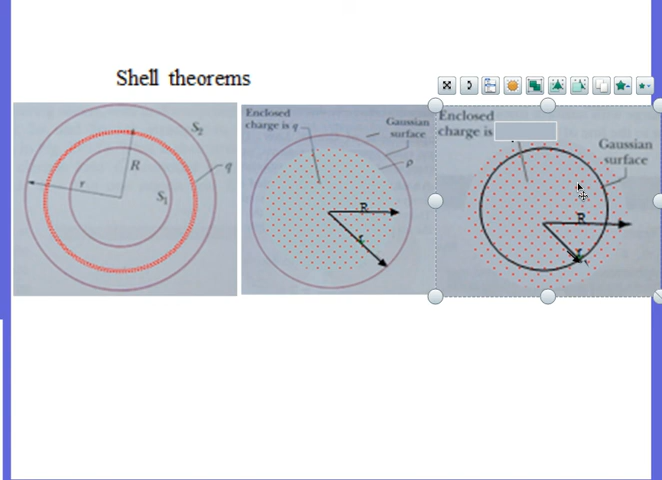 Shell theorems
S₂
R
q
r
S₁
Enclosed
charge is q
Gaussian
surface
ρ
R
r
Enclosed
charge is
Gaussian
surface
R
r